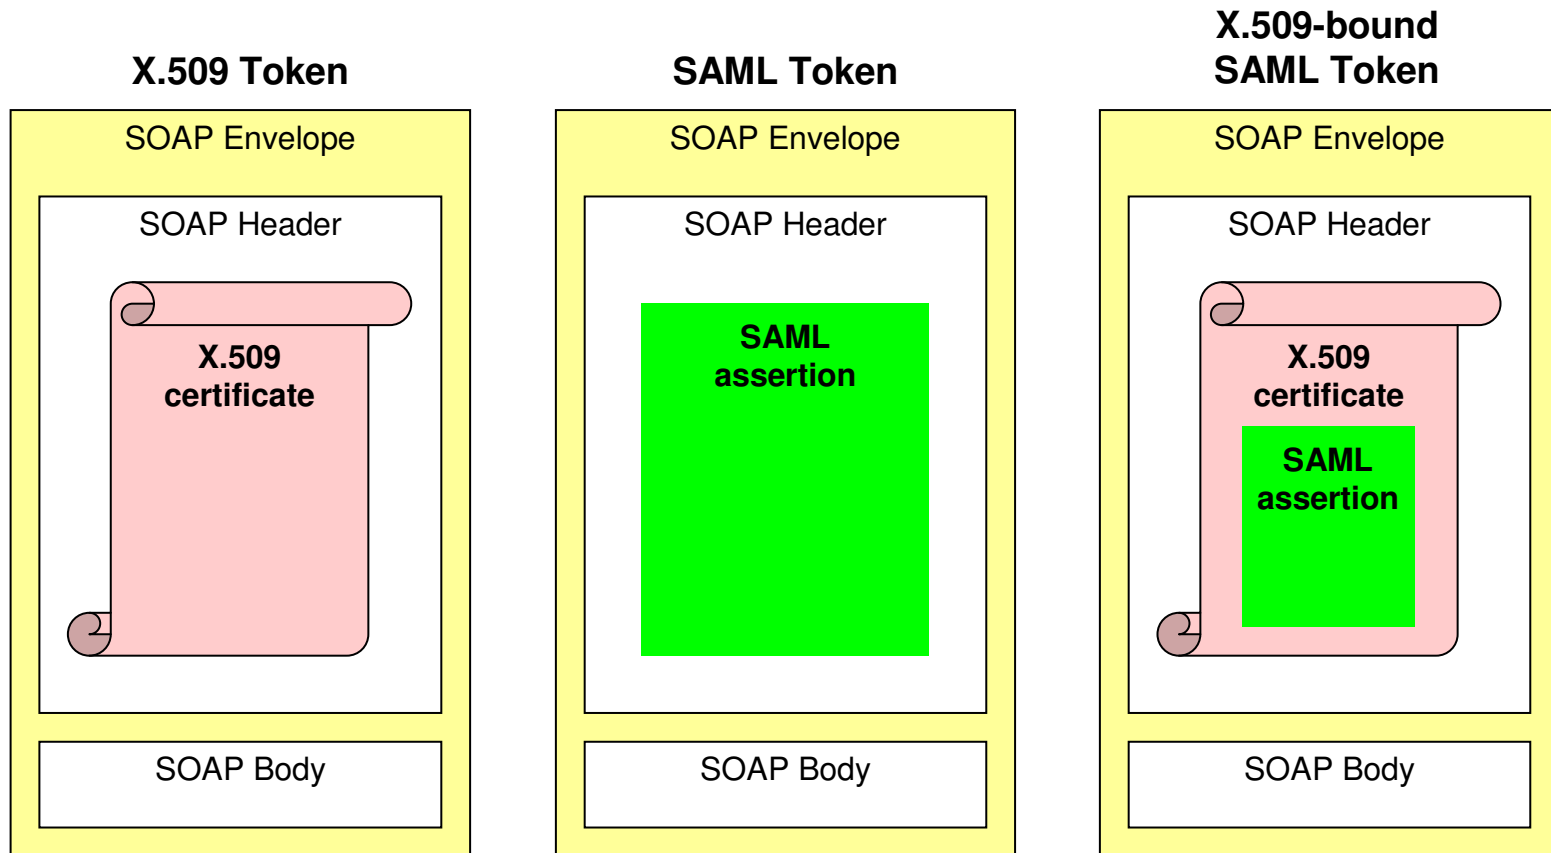 X.509 Token
SOAP Envelope
SOAP Header
X.509
certificate
SOAP Body
SAML Token
SOAP Envelope
SOAP Header
SAML
assertion
SOAP Body
X.509-bound
SAML Token
SOAP Envelope
SOAP Header
X.509
certificate
SAML
assertion
SOAP Body